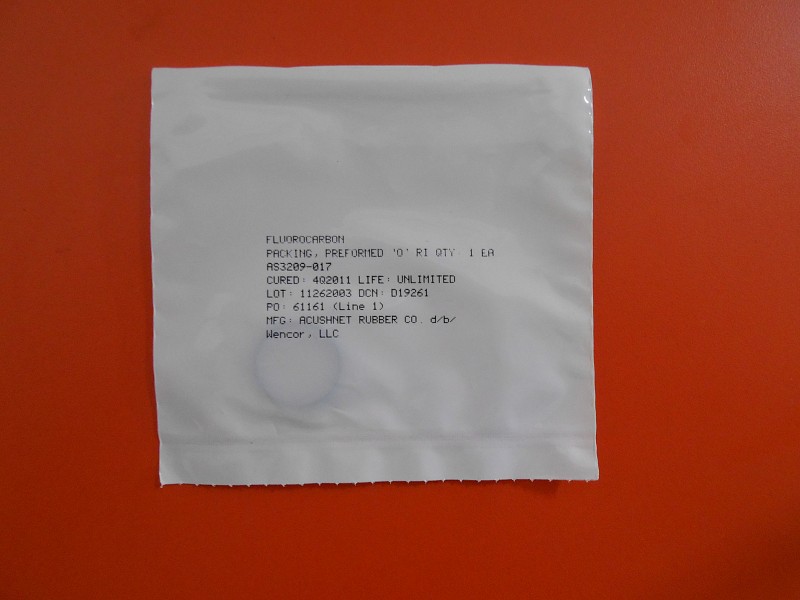 FLUOROCARBON
PACKING, PREFORMED 'O' RI QTY: 1 EA
AS3209-017
CURED: 4Q2011 LIFE: UNLIMITED
LOT: 11262003 DCN: D19261
PO: 61161 (Line 1)
MFG: ACUSHNET RUBBER CO. d/b/
Wencor, LLC